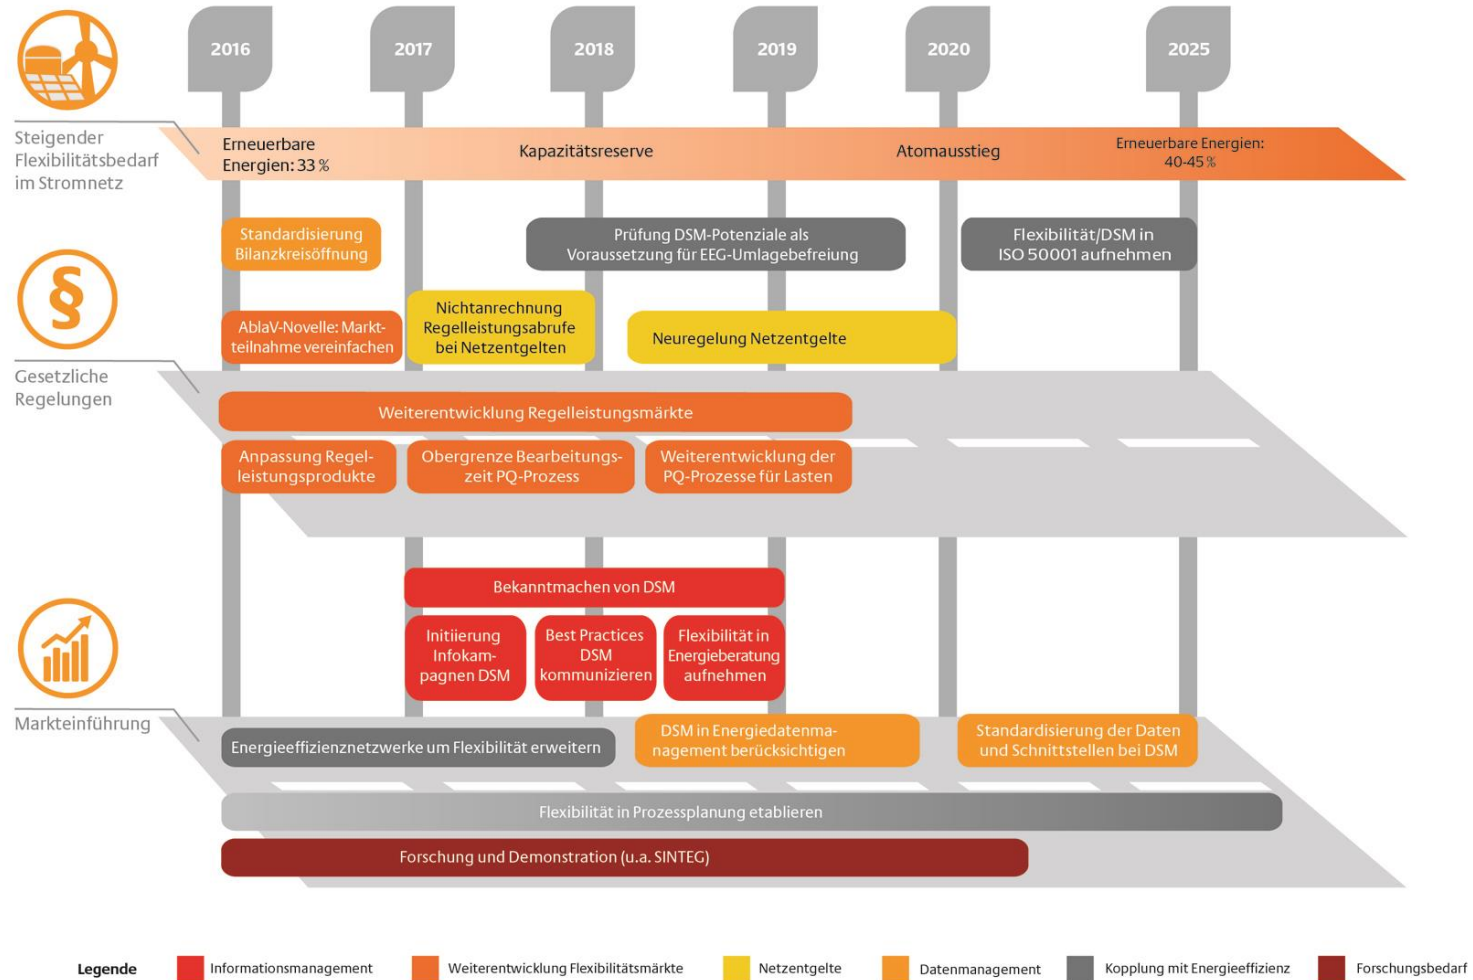 2016
2017
2018
2019
2020
2025
Steigender
Flexibilitätsbedarf
im Stromnetz
Erneuerbare
Energien: 33 %
Kapazitätsreserve
Atomausstieg
Erneuerbare Energien:
40-45 %
Standardisierung
Bilanzkreisöffnung
Prüfung DSM-Potenziale als
Voraussetzung für EEG-Umlagebefreiung
Flexibilität/DSM in
ISO 50001 aufnehmen
§
AblaV-Novelle: Markt-
teilnahme vereinfachen
Nichtanrechnung
Regelleistungsabrufe
bei Netzentgelten
Neuregelung Netzentgelte
Gesetzliche
Regelungen
Weiterentwicklung Regelleistungsmärkte
Anpassung Regel-
leistungsprodukte
Obergrenze Bearbeitungs-
zeit PQ-Prozess
Weiterentwicklung der
PQ-Prozesse für Lasten
Bekanntmachen von DSM
Initiierung
Infokam-
pagnen DSM
Best Practices
DSM
kommunizieren
Flexibilität in
Energieberatung
aufnehmen
Markteinführung
Energieeffizienznetzwerke um Flexibilität erweitern
DSM in Energiedatenma-
nagement berücksichtigen
Standardisierung der Daten
und Schnittstellen bei DSM
Flexibilität in Prozessplanung etablieren
Forschung und Demonstration (u.a. SINTEG)
Legende
Informationsmanagement
Weiterentwicklung Flexibilitätsmärkte
Netzentgelte
Datenmanagement
Kopplung mit Energieeffizienz
Forschungsbedarf